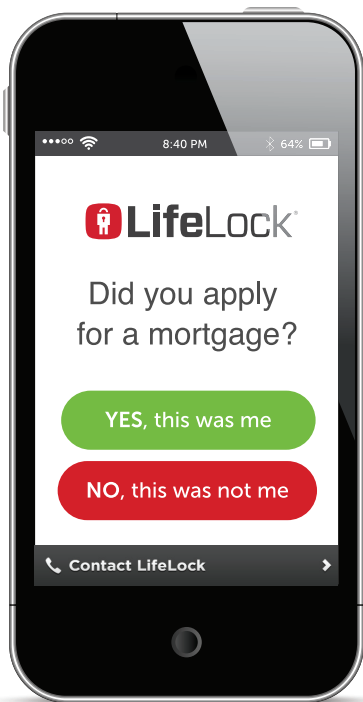 8:40 PM 64%
LifeLock®
Did you apply
for a mortgage?
YES, this was me
NO, this was not me
Contact LifeLock